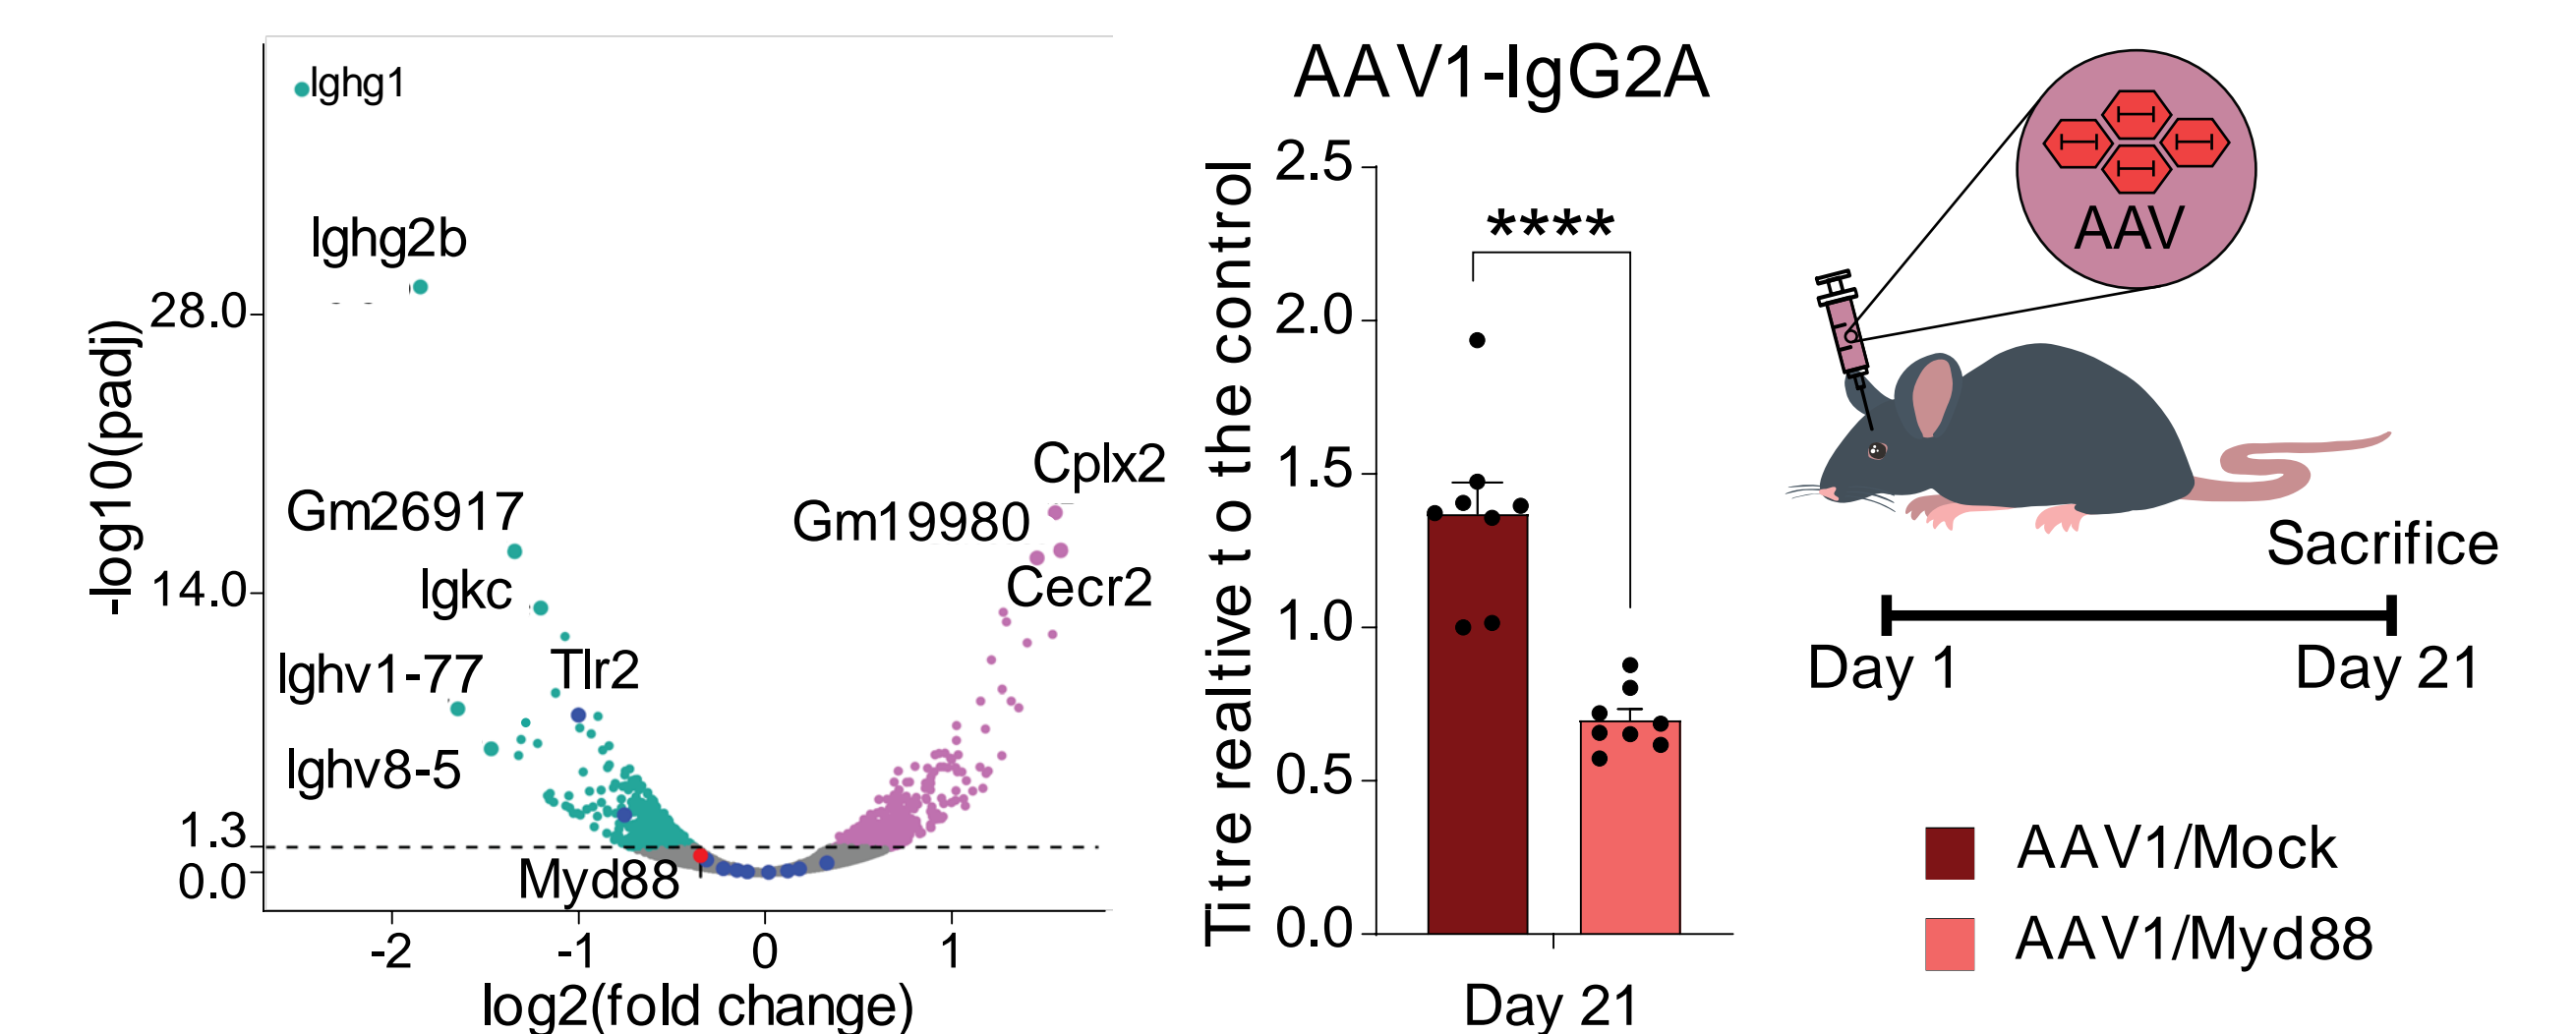 Ighg1
Ighg2b
28.0
Gm26917
Cplx2
Gm19980
Igkc
14.0
Cecr2
Ighv1-77
Tlr2
Ighv8-5
1.3
0.0
Myd88
-log10(padj)
-2 -1 0 1
log2(fold change)
AAV1-IgG2A
Titre realtive to the control
2.5
****
2.0
1.5
1.0
0.5
0.0
Day 21
AAV
Sacrifice
Day 1 Day 21
AAV1/Mock
AAV1/Myd88